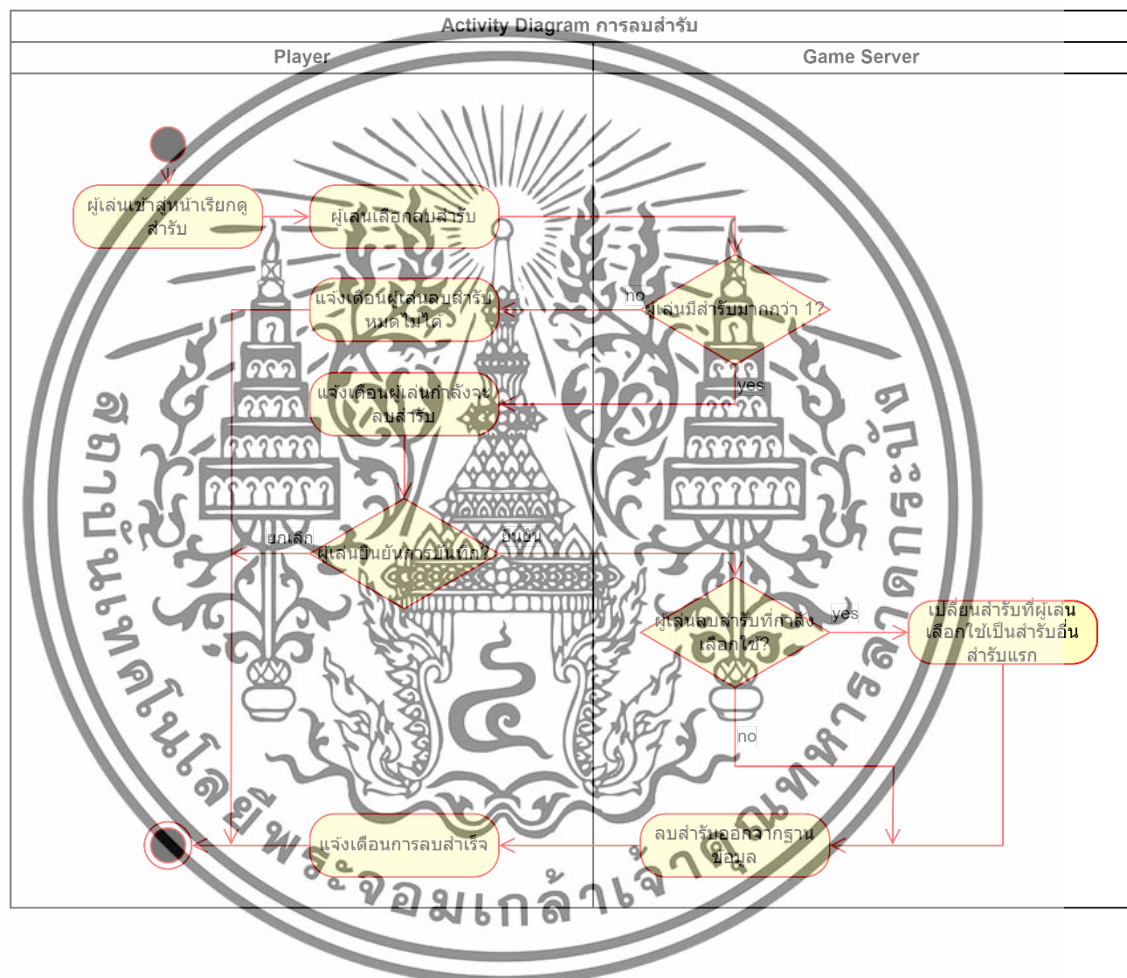 Activity Diagram การลบสำรับ
Player
Game Server
ผู้เล่นเข้าสู่หน้าเรียกดู
สำรับ
ผู้เล่นเลือกลบสำรับ
แจ้งเตือนผู้เล่นลบสำรับ
หมดไม่ได้
no
ผู้เล่นมีสำรับมากกว่า 1?
yes
แจ้งเตือนผู้เล่นกำลังจะ
ลบสำรับ
ยกเลิก
ผู้เล่นยืนยันการบันทึก?
ยืนยัน
ผู้เล่นลบสำรับที่กำลัง
เลือกใช้?
yes
เปลี่ยนสำรับที่ผู้เล่น
เลือกใช้เป็นสำรับอื่น
สำรับแรก
no
แจ้งเตือนการลบสำเร็จ
ลบสำรับออกจากฐาน
ข้อมูล
สถาบันเทคโนโลยีพระจอมเกล้าเจ้าคุณทหารลาดกระบัง